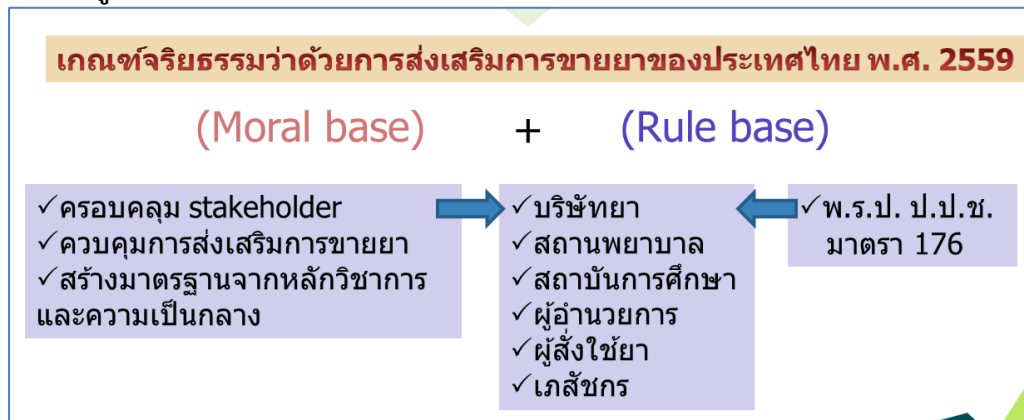 เกณฑ์จริยธรรมว่าด้วยการส่งเสริมการขายยาของประเทศไทย พ.ศ. 2559
(Moral base) + (Rule base)
✓ครอบคลุม stakeholder
✓ควบคุมการส่งเสริมการขายยา
✓สร้างมาตรฐานจากหลักวิชาการ
และความเป็นกลาง
✓บริษัทยา
✓สถานพยาบาล
✓สถาบันการศึกษา
✓ผู้อำนวยการ
✓ผู้สั่งใช้ยา
✓เภสัชกร
✓พ.ร.ป. ป.ป.ช.
มาตรา 176